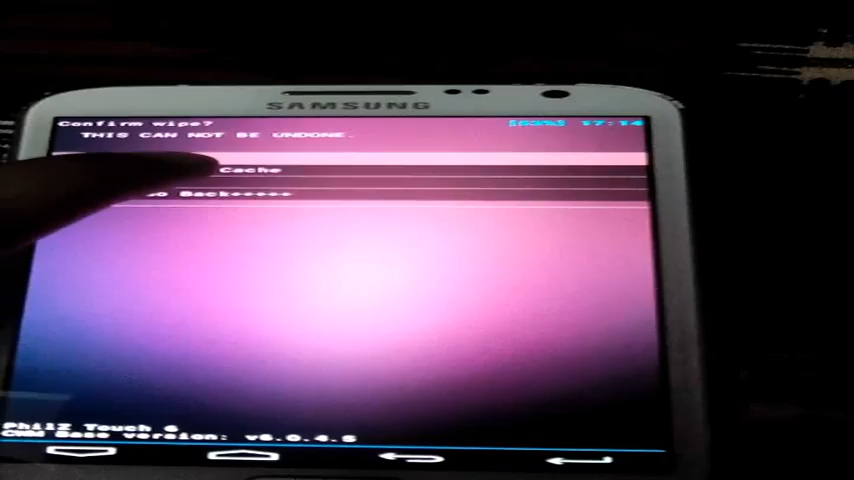 SAMSUNG
Confirm wipe?
17:14
THIS CAN NOT BE UNDONE.
Cache
Back+++++
PhilZ Touch 6
CWM Base version: v6.0.4.5